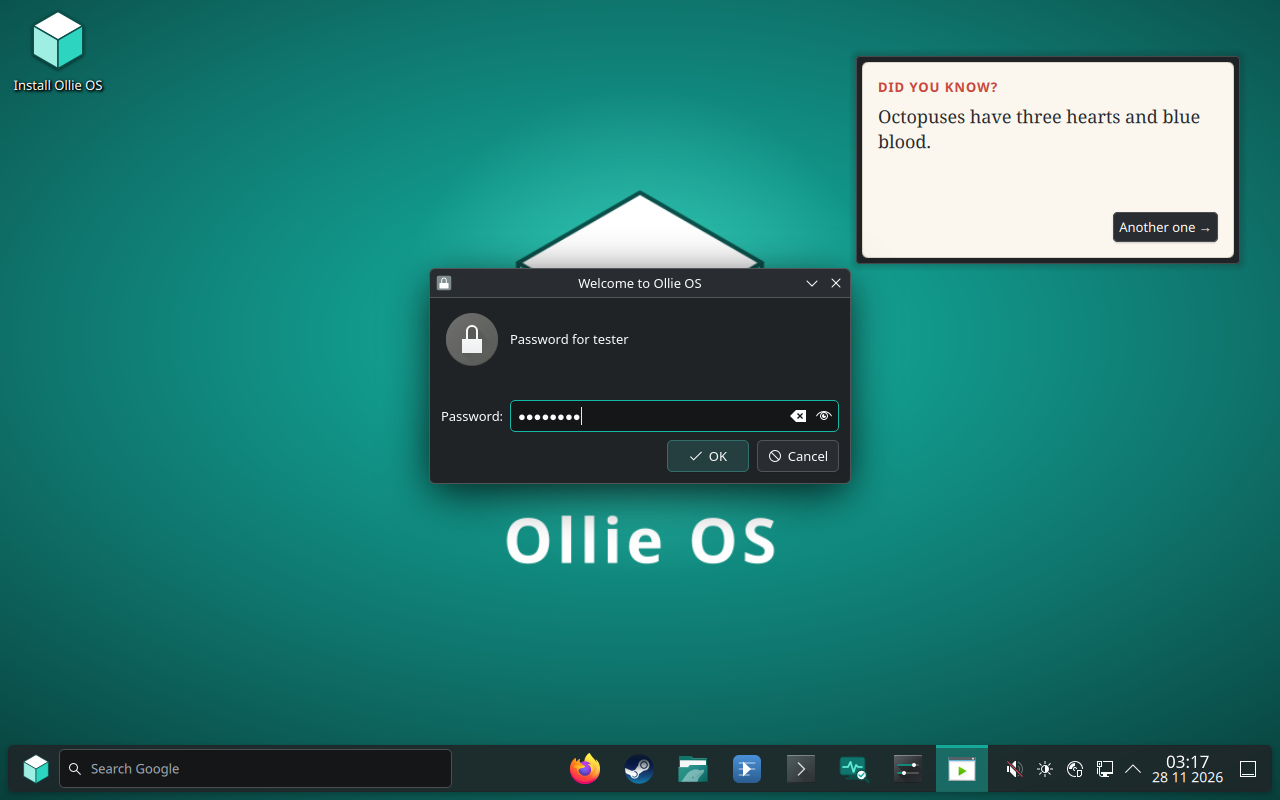 Install Ollie OS
DID YOU KNOW?
Octopuses have three hearts and blue
blood.
Another one →
Welcome to Ollie OS
Password for tester
Password: ●●●●●●●●
OK
Cancel
Ollie OS
Search Google
03:17
28 11 2026